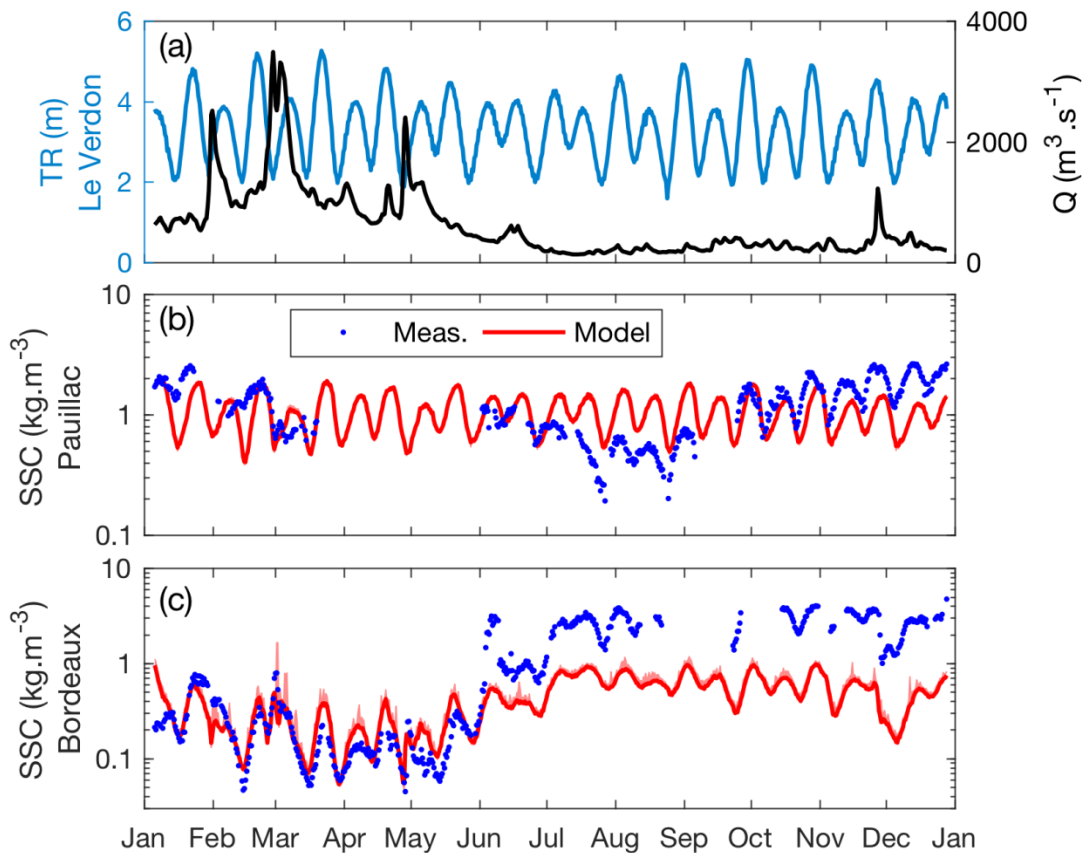 (a)
6
4
2
0
TR (m)
Le Verdon
4000
2000
0
Q (m³.s⁻¹)
(b)
Meas.
Model
10
1
0.1
SSC (kg.m⁻³)
Pauillac
(c)
10
1
0.1
SSC (kg.m⁻³)
Bordeaux
Jan Feb Mar Apr May Jun Jul Aug Sep Oct Nov Dec Jan